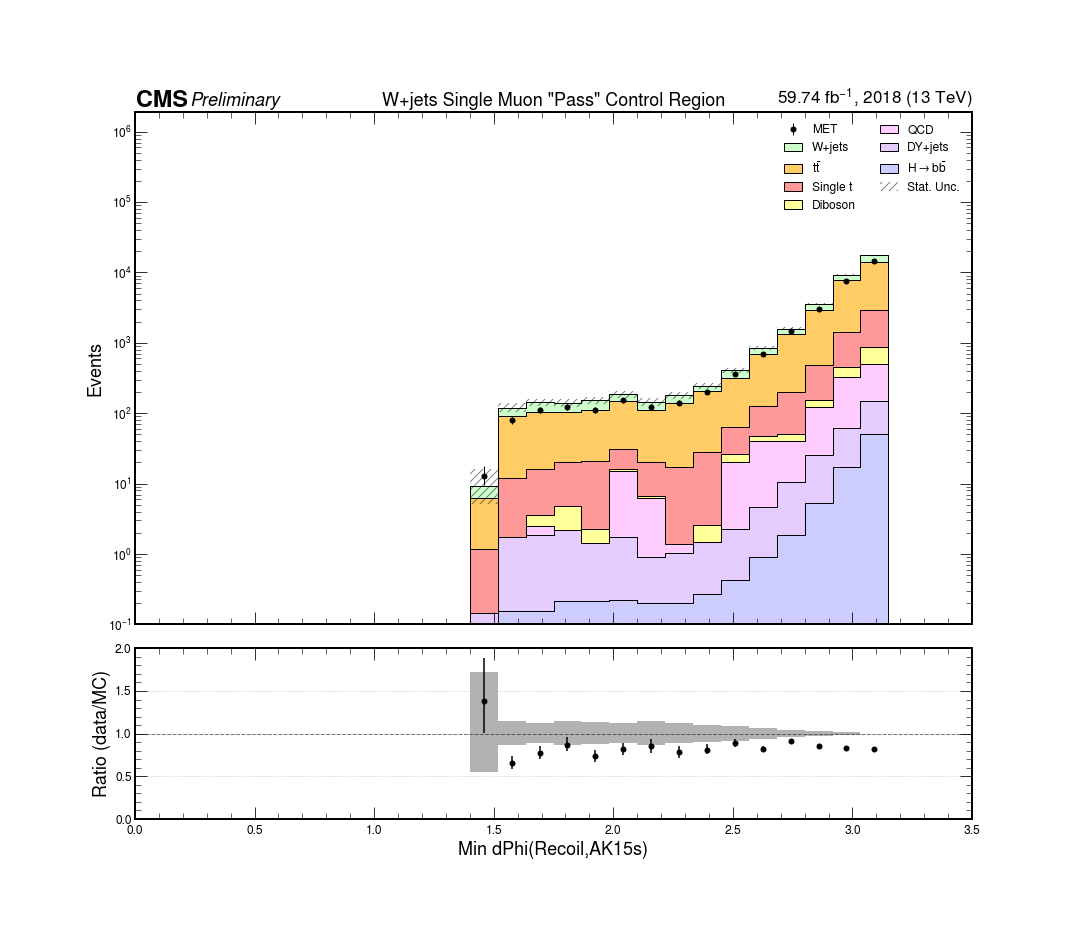 CMS Preliminary W+jets Single Muon "Pass" Control Region 59.74 fb⁻¹, 2018 (13 TeV)
MET QCD
W+jets DY+jets
tt̄ H→bb̄
Single t Stat. Unc.
Diboson
10⁶
10⁵
10⁴
10³
10²
10¹
10⁰
10⁻¹
Events
2.0
1.5
1.0
0.5
0.0
Ratio (data/MC)
0.0 0.5 1.0 1.5 2.0 2.5 3.0 3.5
Min dPhi(Recoil,AK15s)